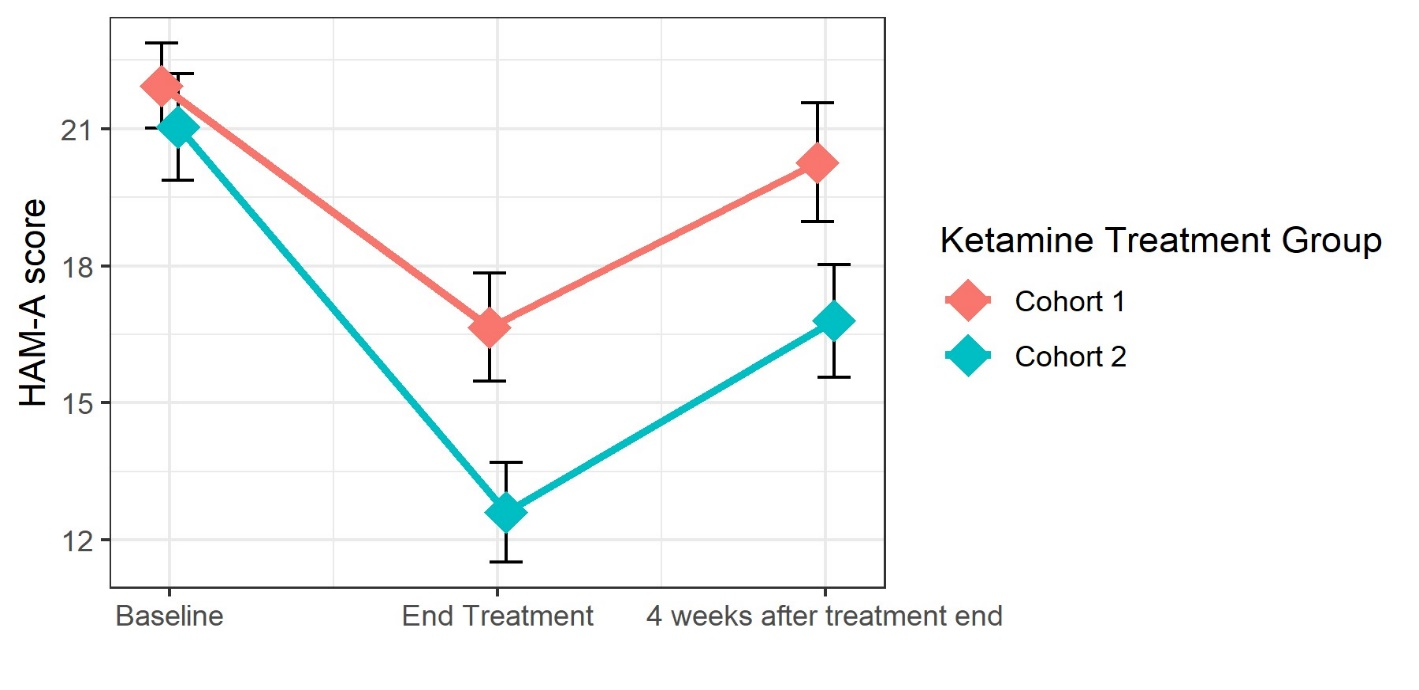 HAM-A score
21
18
15
12
Baseline
End Treatment
4 weeks after treatment end
Ketamine Treatment Group
Cohort 1
Cohort 2